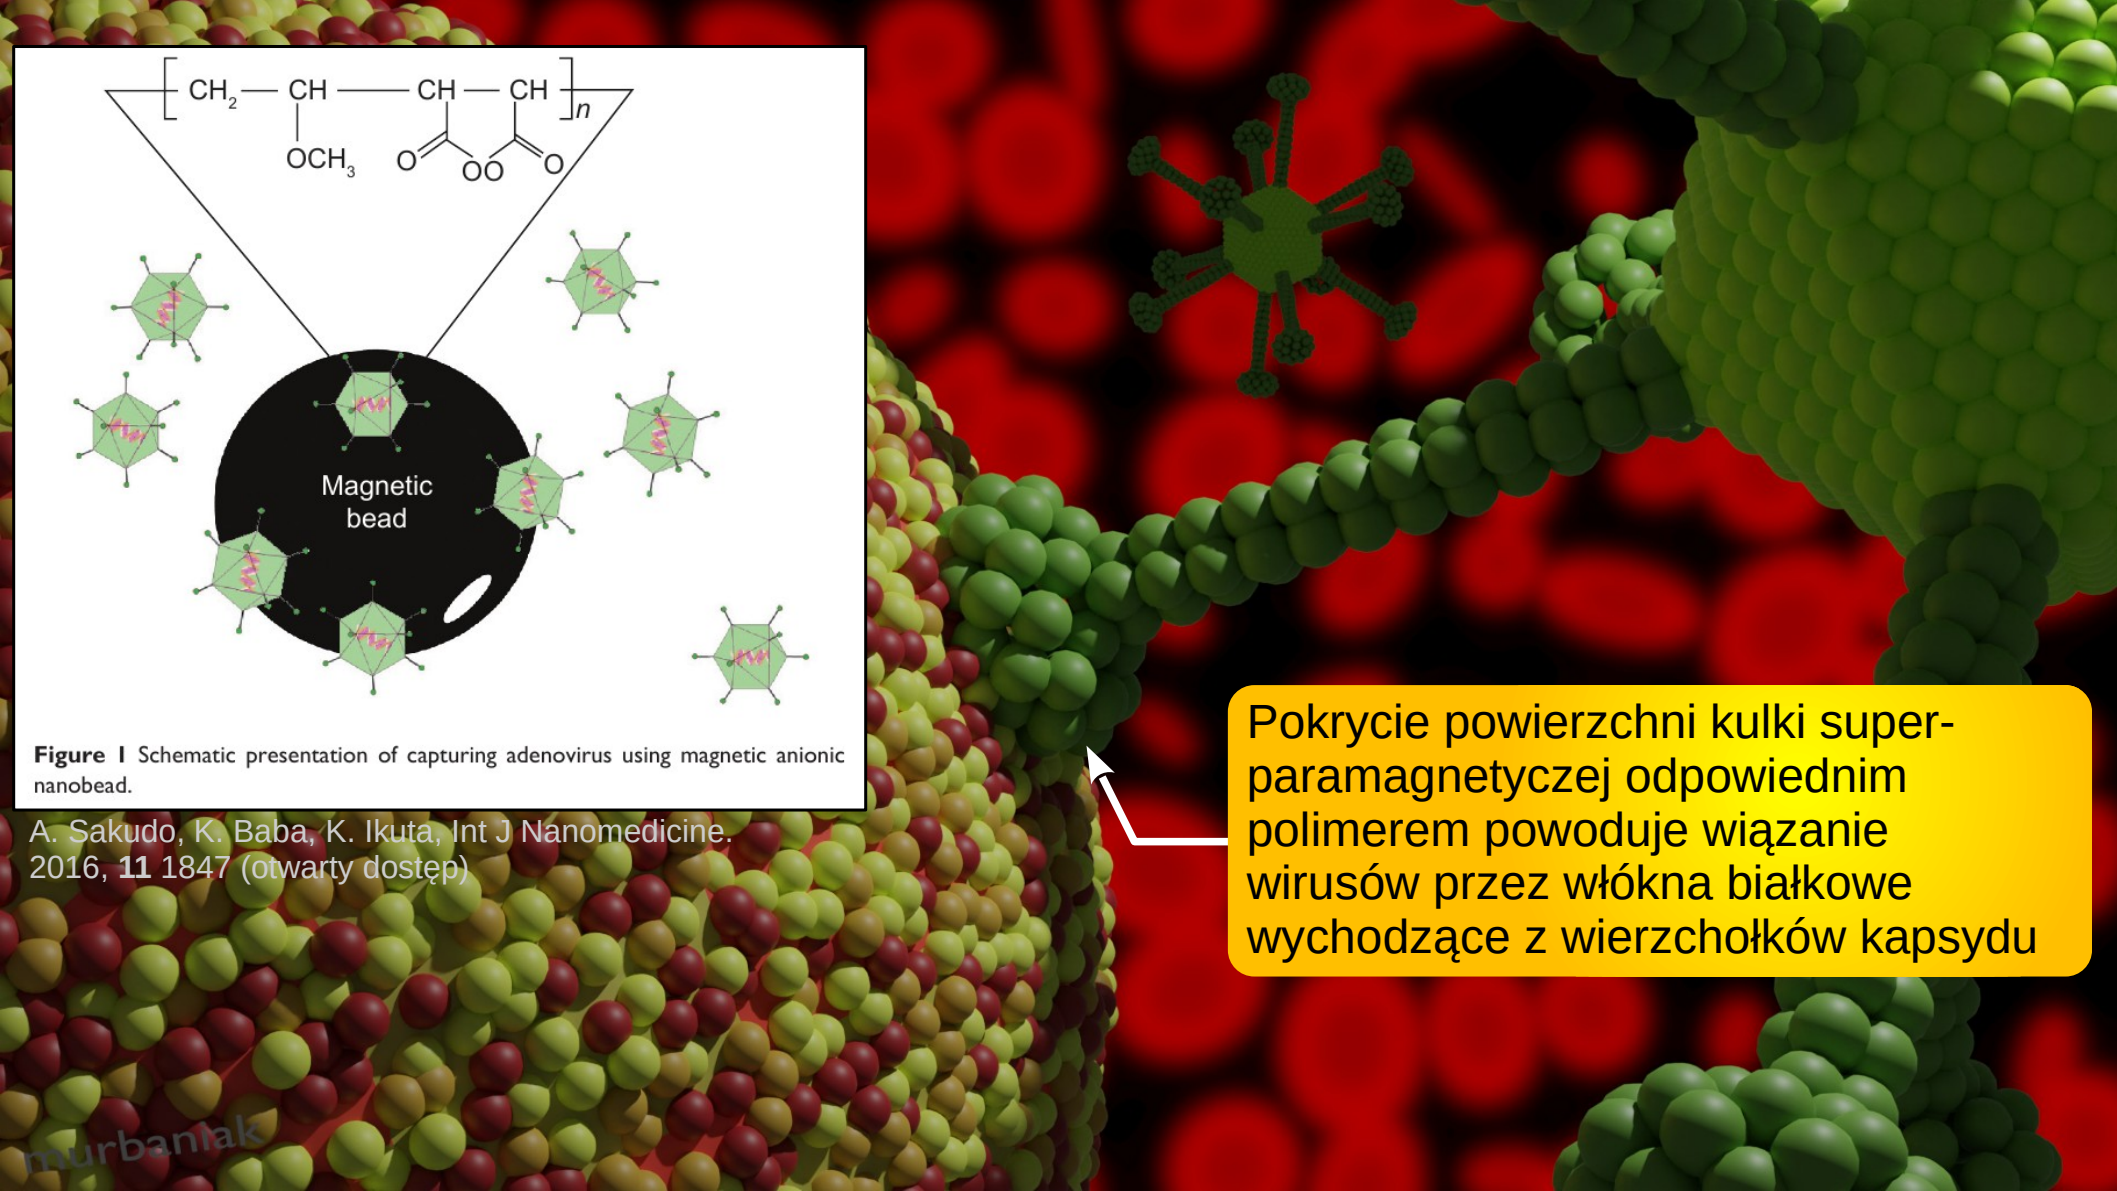 CH2 CH CH CH n
OCH3 O OO O
Magnetic
bead
Figure 1 Schematic presentation of capturing adenovirus using magnetic anionic
nanobead.
A. Sakudo, K. Baba, K. Ikuta, Int J Nanomedicine.
2016, 11 1847 (otwarty dostęp)
Pokrycie powierzchni kulki super-
paramagnetyczej odpowiednim
polimerem powoduje wiązanie
wirusów przez włókna białkowe
wychodzące z wierzchołków kapsydu
murbaniak